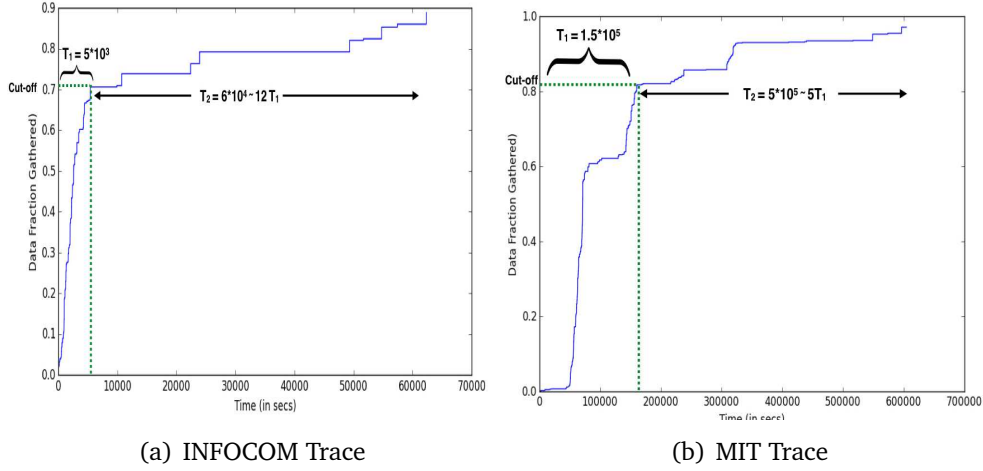 0.9
0.8
0.7
0.6
0.5
0.4
0.3
0.2
0.1
0.0
Data Fraction Gathered
Cut-off
T₁ = 5*10³
T₂ = 6*10⁴ ~ 12T₁
0 10000 20000 30000 40000 50000 60000 70000
Time (in secs)
(a) INFOCOM Trace
1.0
0.8
0.6
0.4
0.2
0.0
Data Fraction Gathered
Cut-off
T₁ = 1.5*10⁵
T₂ = 5*10⁵ ~ 5T₁
0 100000 200000 300000 400000 500000 600000 700000
Time (in secs)
(b) MIT Trace